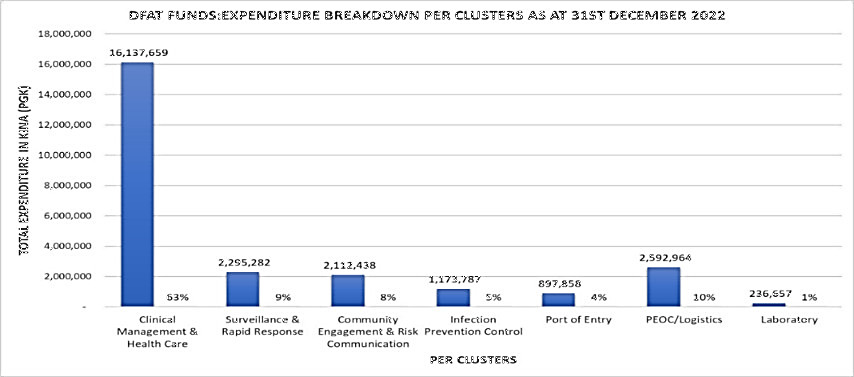 DFAT FUNDS:EXPENDITURE BREAKDOWN PER CLUSTERS AS AT 31ST DECEMBER 2022
TOTAL EXPENDITURE IN KINA (PGK)
18,000,000
16,000,000
14,000,000
12,000,000
10,000,000
8,000,000
6,000,000
4,000,000
2,000,000
-
16,137,659
2,295,282
2,112,438
1,173,787
897,858
2,592,964
236,557
63%
9%
8%
5%
4%
10%
1%
Clinical
Management &
Health Care
Surveillance &
Rapid Response
Community
Engagement & Risk
Communication
Infection
Prevention Control
Port of Entry
PEOC/Logistics
Laboratory
PER CLUSTERS